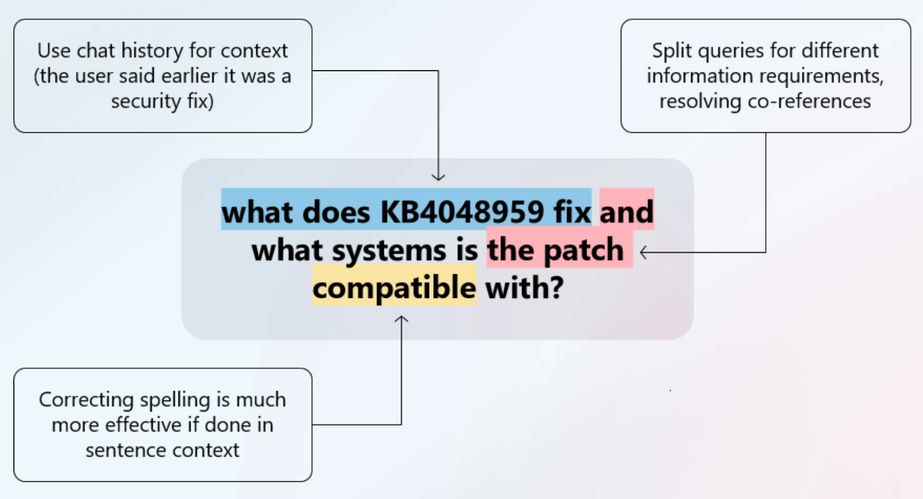 Use chat history for context
(the user said earlier it was a
security fix)
Split queries for different
information requirements,
resolving co-references
what does KB4048959 fix and
what systems is the patch
compatible with?
Correcting spelling is much
more effective if done in
sentence context